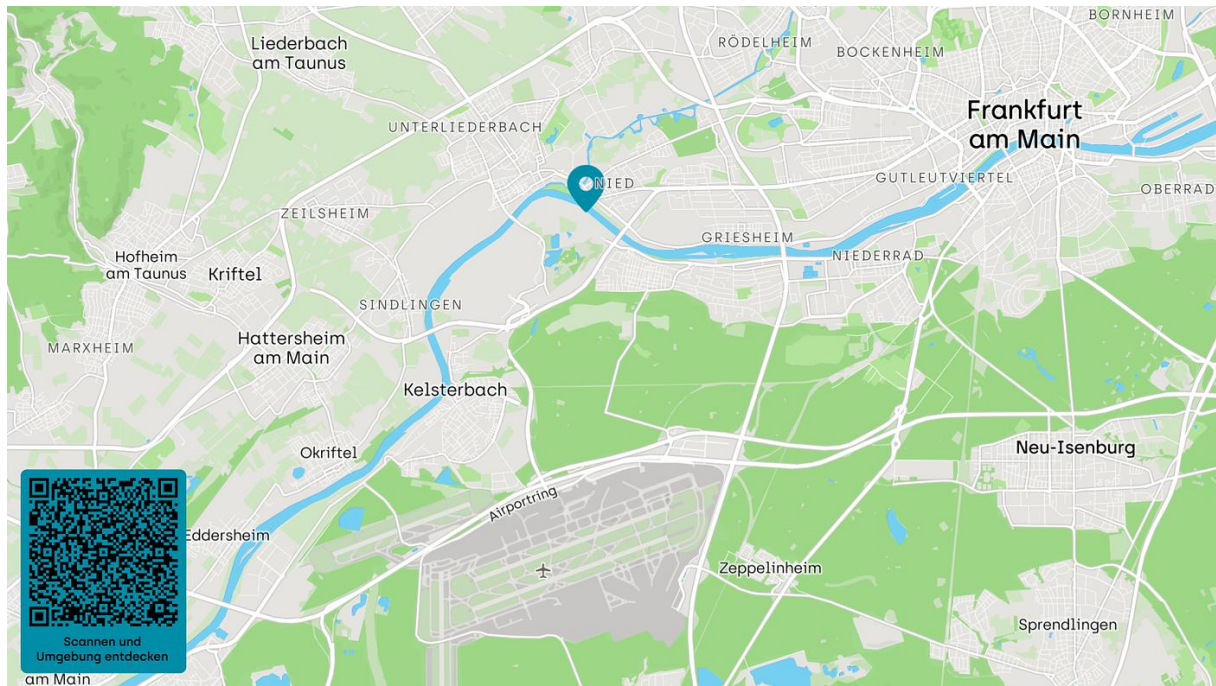 BORNHEIM
Liederbach
am Taunus
RÖDELHEIM
BOCKENHEIM
Frankfurt
am Main
UNTERLIEDERBACH
NIED
GUTLEUTVIERTEL
OBERRAD
ZEILSHEIM
GRIESHEIM
NIEDERRAD
Hofheim
am Taunus
Kriftel
SINDLINGEN
MARXHEIM
Hattersheim
am Main
Kelsterbach
Okriftel
Neu-Isenburg
Airportring
Eddersheim
Zeppelinheim
Sprendlingen
Scannen und
Umgebung entdecken
am Main